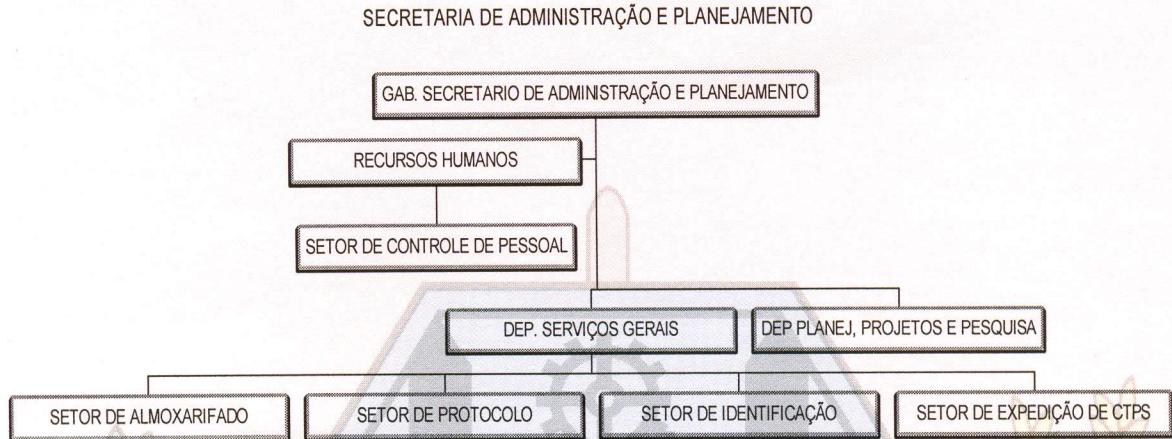 SECRETARIA DE ADMINISTRAÇÃO E PLANEJAMENTO
GAB. SECRETARIO DE ADMINISTRAÇÃO E PLANEJAMENTO
RECURSOS HUMANOS
SETOR DE CONTROLE DE PESSOAL
DEP. SERVIÇOS GERAIS
DEP PLANEJ, PROJETOS E PESQUISA
SETOR DE ALMOXARIFADO
SETOR DE PROTOCOLO
SETOR DE IDENTIFICAÇÃO
SETOR DE EXPEDIÇÃO DE CTPS